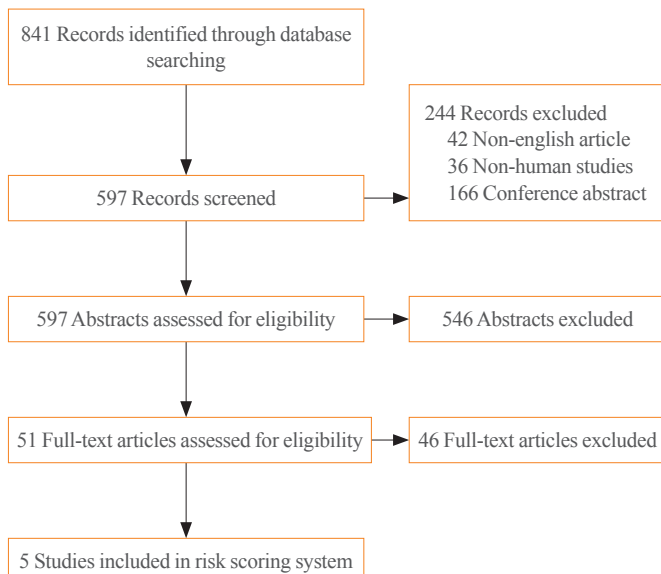 841 Records identified through database
searching
244 Records excluded
42 Non-english article
36 Non-human studies
166 Conference abstract
597 Records screened
597 Abstracts assessed for eligibility
546 Abstracts excluded
51 Full-text articles assessed for eligibility
46 Full-text articles excluded
5 Studies included in risk scoring system